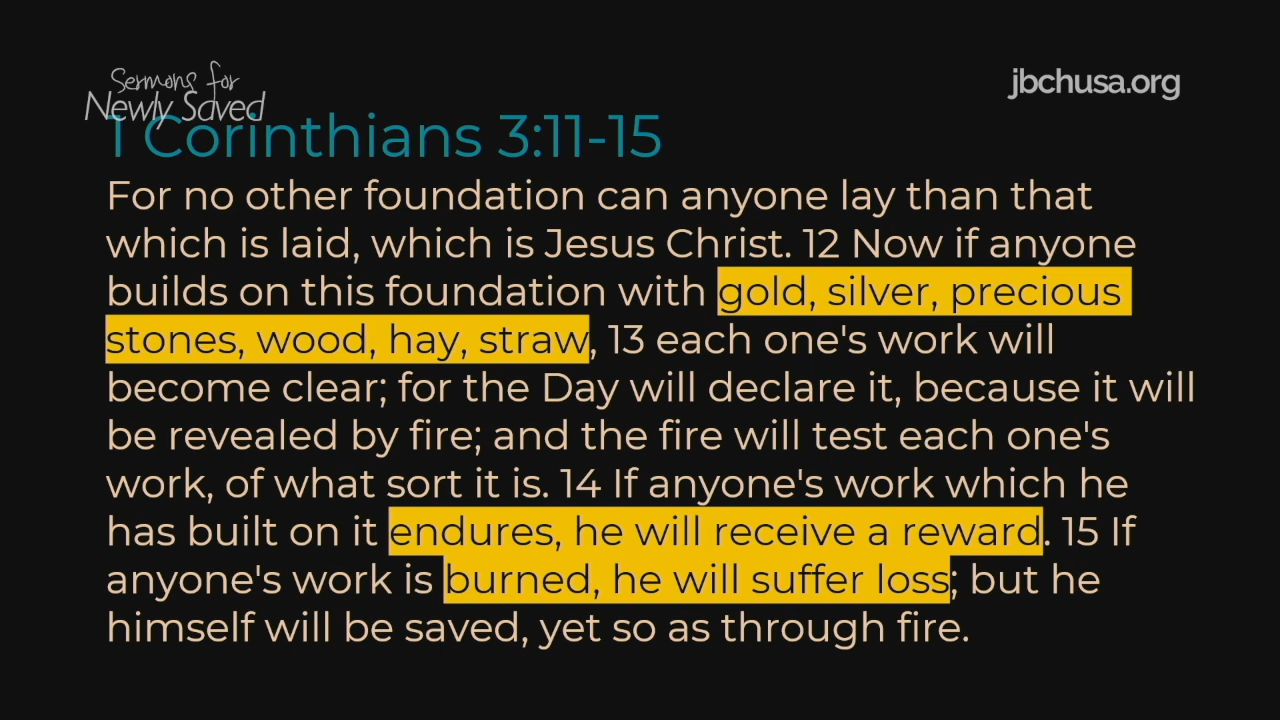 Sermons for
Newly Saved
jbchusa.org
1 Corinthians 3:11-15
For no other foundation can anyone lay than that
which is laid, which is Jesus Christ. 12 Now if anyone
builds on this foundation with gold, silver, precious
stones, wood, hay, straw, 13 each one's work will
become clear; for the Day will declare it, because it will
be revealed by fire; and the fire will test each one's
work, of what sort it is. 14 If anyone's work which he
has built on it endures, he will receive a reward. 15 If
anyone's work is burned, he will suffer loss; but he
himself will be saved, yet so as through fire.